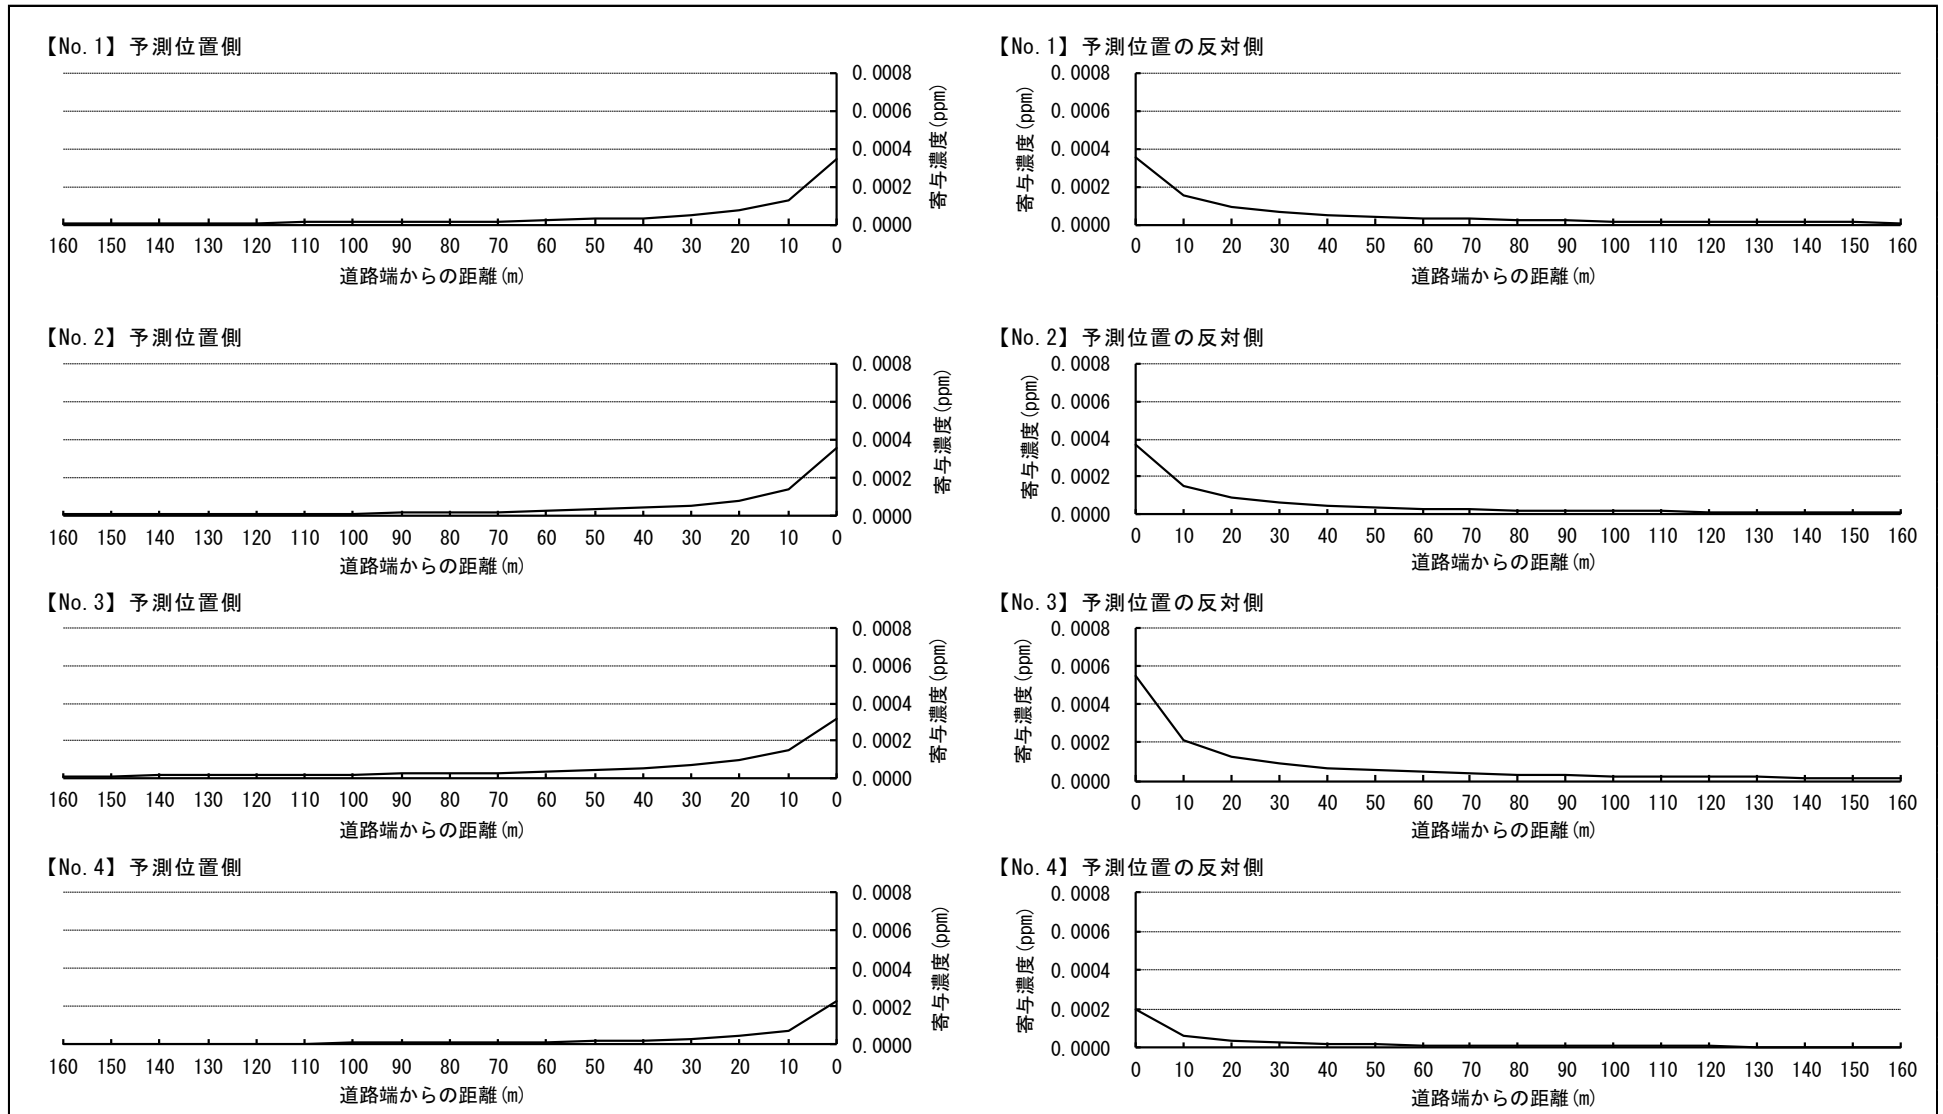 【No. 1】予測位置側
0.0008
0.0006
0.0004
0.0002
0.0000
寄与濃度(ppm)
160 150 140 130 120 110 100 90 80 70 60 50 40 30 20 10 0
道路端からの距離(m)
【No. 1】予測位置の反対側
0.0008
0.0006
0.0004
0.0002
0.0000
寄与濃度(ppm)
0 10 20 30 40 50 60 70 80 90 100 110 120 130 140 150 160
道路端からの距離(m)
【No. 2】予測位置側
0.0008
0.0006
0.0004
0.0002
0.0000
寄与濃度(ppm)
160 150 140 130 120 110 100 90 80 70 60 50 40 30 20 10 0
道路端からの距離(m)
【No. 2】予測位置の反対側
0.0008
0.0006
0.0004
0.0002
0.0000
寄与濃度(ppm)
0 10 20 30 40 50 60 70 80 90 100 110 120 130 140 150 160
道路端からの距離(m)
【No. 3】予測位置側
0.0008
0.0006
0.0004
0.0002
0.0000
寄与濃度(ppm)
160 150 140 130 120 110 100 90 80 70 60 50 40 30 20 10 0
道路端からの距離(m)
【No. 3】予測位置の反対側
0.0008
0.0006
0.0004
0.0002
0.0000
寄与濃度(ppm)
0 10 20 30 40 50 60 70 80 90 100 110 120 130 140 150 160
道路端からの距離(m)
【No. 4】予測位置側
0.0008
0.0006
0.0004
0.0002
0.0000
寄与濃度(ppm)
160 150 140 130 120 110 100 90 80 70 60 50 40 30 20 10 0
道路端からの距離(m)
【No. 4】予測位置の反対側
0.0008
0.0006
0.0004
0.0002
0.0000
寄与濃度(ppm)
0 10 20 30 40 50 60 70 80 90 100 110 120 130 140 150 160
道路端からの距離(m)